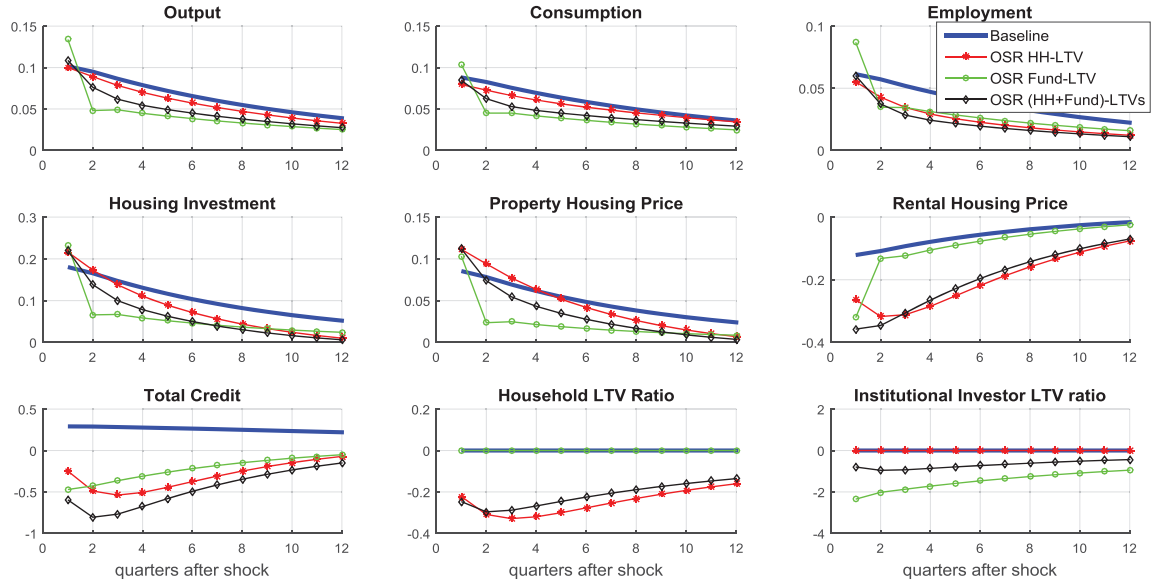 Output
0.15
0.1
0.05
0
0 2 4 6 8 10 12
Consumption
0.15
0.1
0.05
0
0 2 4 6 8 10 12
Employment
0.1
0.05
0
0 2 4 6 8 10 12
Baseline
OSR HH-LTV
OSR Fund-LTV
OSR (HH+Fund)-LTVs
Housing Investment
0.3
0.2
0.1
0
0 2 4 6 8 10 12
Property Housing Price
0.15
0.1
0.05
0
0 2 4 6 8 10 12
Rental Housing Price
0
-0.2
-0.4
0 2 4 6 8 10 12
Total Credit
0.5
0
-0.5
-1
0 2 4 6 8 10 12
quarters after shock
Household LTV Ratio
0.2
0
-0.2
-0.4
0 2 4 6 8 10 12
quarters after shock
Institutional Investor LTV ratio
2
0
-2
-4
0 2 4 6 8 10 12
quarters after shock